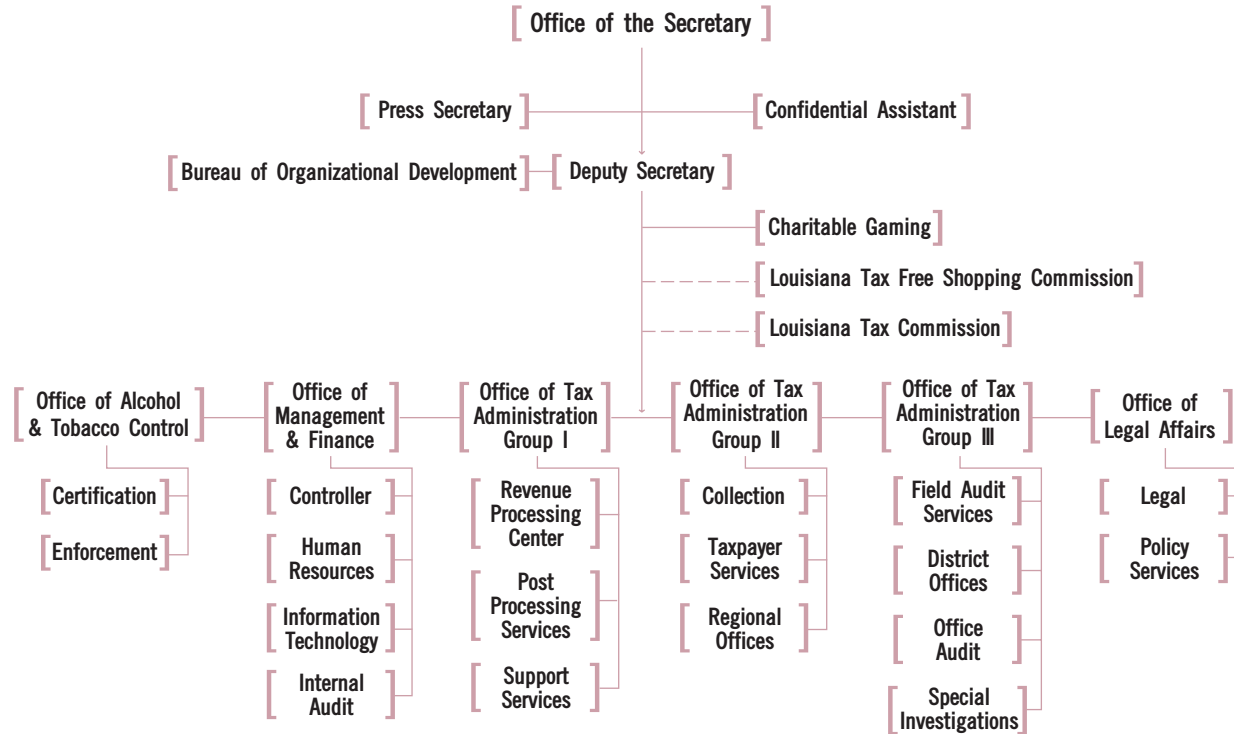 Office of the Secretary
Press Secretary
Confidential Assistant
Bureau of Organizational Development
Deputy Secretary
Charitable Gaming
Louisiana Tax Free Shopping Commission
Louisiana Tax Commission
Office of Alcohol
& Tobacco Control
Certification
Enforcement
Office of
Management
& Finance
Controller
Human
Resources
Information
Technology
Internal
Audit
Office of Tax
Administration
Group I
Revenue
Processing
Center
Post
Processing
Services
Support
Services
Office of Tax
Administration
Group II
Collection
Taxpayer
Services
Regional
Offices
Office of Tax
Administration
Group III
Field Audit
Services
District
Offices
Office
Audit
Special
Investigations
Office of
Legal Affairs
Legal
Policy
Services